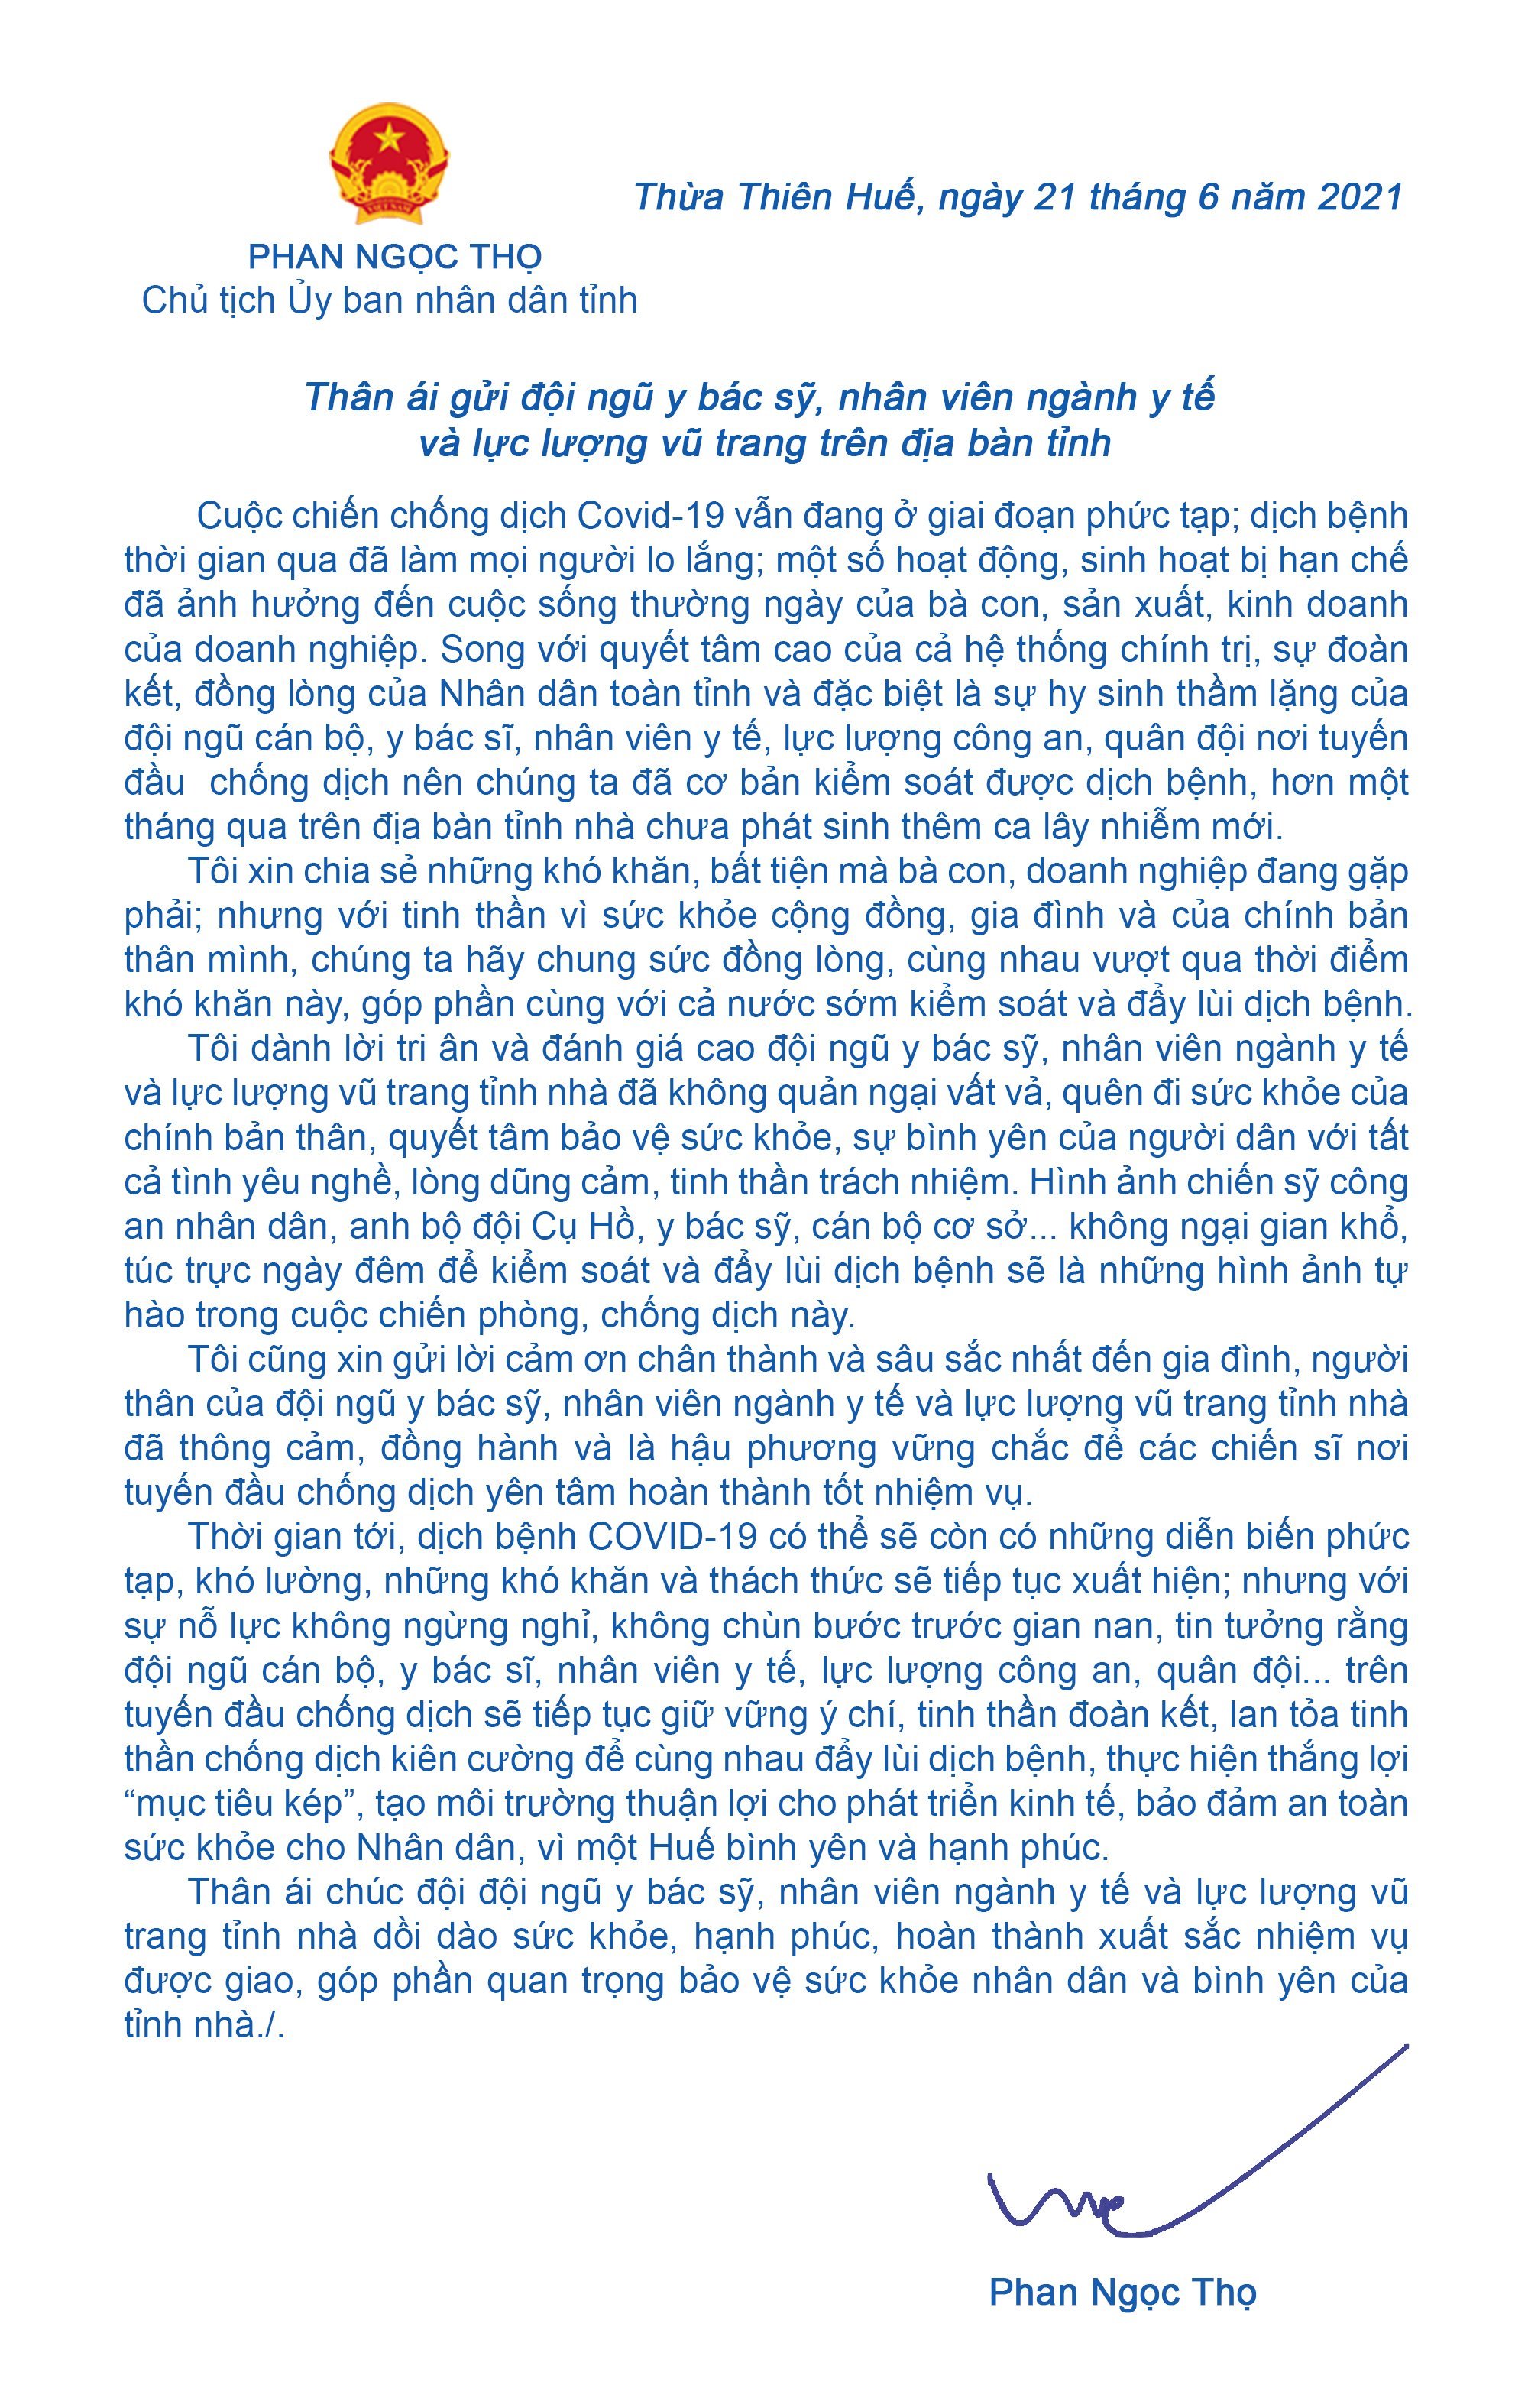 VIỆT NAM
Thừa Thiên Huế, ngày 21 tháng 6 năm 2021
PHAN NGỌC THỌ
Chủ tịch Ủy ban nhân dân tỉnh
Thân ái gửi đội ngũ y bác sỹ, nhân viên ngành y tế
và lực lượng vũ trang trên địa bàn tỉnh
Cuộc chiến chống dịch Covid-19 vẫn đang ở giai đoạn phức tạp; dịch bệnh
thời gian qua đã làm mọi người lo lắng; một số hoạt động, sinh hoạt bị hạn chế
đã ảnh hưởng đến cuộc sống thường ngày của bà con, sản xuất, kinh doanh
của doanh nghiệp. Song với quyết tâm cao của cả hệ thống chính trị, sự đoàn
kết, đồng lòng của Nhân dân toàn tỉnh và đặc biệt là sự hy sinh thầm lặng của
đội ngũ cán bộ, y bác sĩ, nhân viên y tế, lực lượng công an, quân đội nơi tuyến
đầu  chống dịch nên chúng ta đã cơ bản kiểm soát được dịch bệnh, hơn một
tháng qua trên địa bàn tỉnh nhà chưa phát sinh thêm ca lây nhiễm mới.
Tôi xin chia sẻ những khó khăn, bất tiện mà bà con, doanh nghiệp đang gặp
phải; nhưng với tinh thần vì sức khỏe cộng đồng, gia đình và của chính bản
thân mình, chúng ta hãy chung sức đồng lòng, cùng nhau vượt qua thời điểm
khó khăn này, góp phần cùng với cả nước sớm kiểm soát và đẩy lùi dịch bệnh.
Tôi dành lời tri ân và đánh giá cao đội ngũ y bác sỹ, nhân viên ngành y tế
và lực lượng vũ trang tỉnh nhà đã không quản ngại vất vả, quên đi sức khỏe của
chính bản thân, quyết tâm bảo vệ sức khỏe, sự bình yên của người dân với tất
cả tình yêu nghề, lòng dũng cảm, tinh thần trách nhiệm. Hình ảnh chiến sỹ công
an nhân dân, anh bộ đội Cụ Hồ, y bác sỹ, cán bộ cơ sở... không ngại gian khổ,
túc trực ngày đêm để kiểm soát và đẩy lùi dịch bệnh sẽ là những hình ảnh tự
hào trong cuộc chiến phòng, chống dịch này.
Tôi cũng xin gửi lời cảm ơn chân thành và sâu sắc nhất đến gia đình, người
thân của đội ngũ y bác sỹ, nhân viên ngành y tế và lực lượng vũ trang tỉnh nhà
đã thông cảm, đồng hành và là hậu phương vững chắc để các chiến sĩ nơi
tuyến đầu chống dịch yên tâm hoàn thành tốt nhiệm vụ.
Thời gian tới, dịch bệnh COVID-19 có thể sẽ còn có những diễn biến phức
tạp, khó lường, những khó khăn và thách thức sẽ tiếp tục xuất hiện; nhưng với
sự nỗ lực không ngừng nghỉ, không chùn bước trước gian nan, tin tưởng rằng
đội ngũ cán bộ, y bác sĩ, nhân viên y tế, lực lượng công an, quân đội... trên
tuyến đầu chống dịch sẽ tiếp tục giữ vững ý chí, tinh thần đoàn kết, lan tỏa tinh
thần chống dịch kiên cường để cùng nhau đẩy lùi dịch bệnh, thực hiện thắng lợi
“mục tiêu kép”, tạo môi trường thuận lợi cho phát triển kinh tế, bảo đảm an toàn
sức khỏe cho Nhân dân, vì một Huế bình yên và hạnh phúc.
Thân ái chúc đội đội ngũ y bác sỹ, nhân viên ngành y tế và lực lượng vũ
trang tỉnh nhà dồi dào sức khỏe, hạnh phúc, hoàn thành xuất sắc nhiệm vụ
được giao, góp phần quan trọng bảo vệ sức khỏe nhân dân và bình yên của
tỉnh nhà./.
Phan Ngọc Thọ